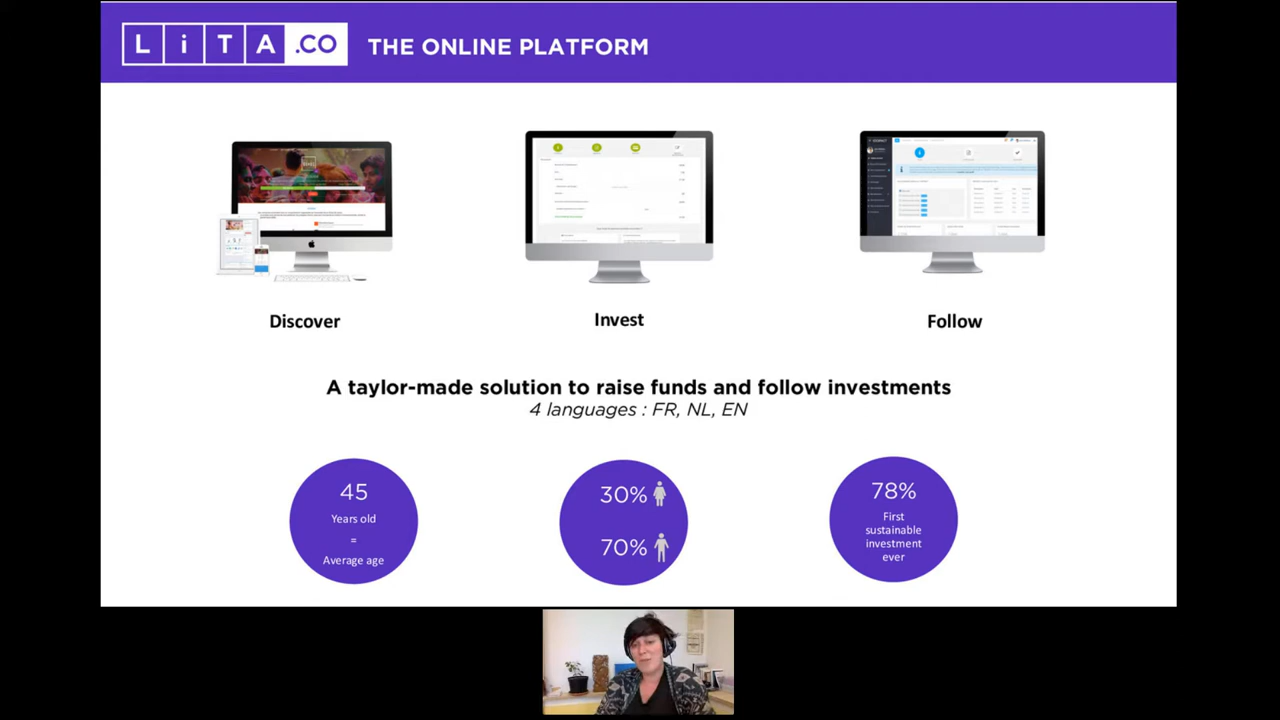 LiTA.CO THE ONLINE PLATFORM
Discover
Invest
Follow
A taylor-made solution to raise funds and follow investments
4 languages : FR, NL, EN
45
Years old
=
Average age
30%
70%
78%
First
sustainable
investment
ever